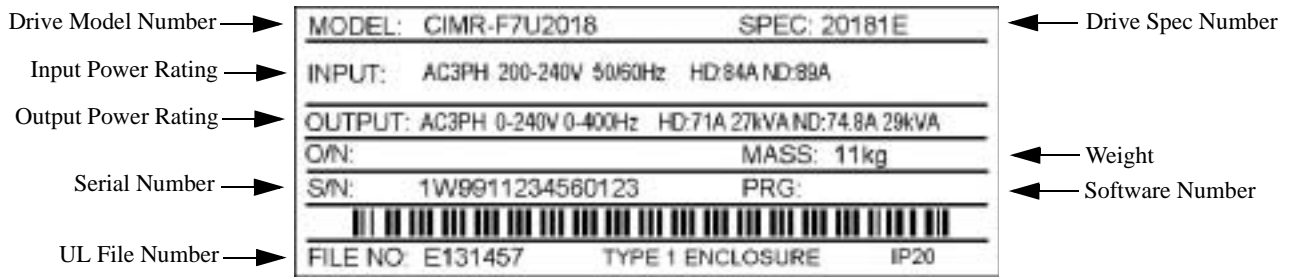 Drive Model Number MODEL: CIMR-F7U2018 SPEC: 20181E Drive Spec Number
Input Power Rating INPUT: AC3PH 200-240V 50/60Hz HD:84A ND:89A
Output Power Rating OUTPUT: AC3PH 0-240V 0-400Hz HD:71A 27kVA ND:74.8A 29kVA
O/N: MASS: 11kg Weight
Serial Number S/N: 1W9911234560123 PRG: Software Number
UL File Number FILE NO: E131457 TYPE 1 ENCLOSURE IP20